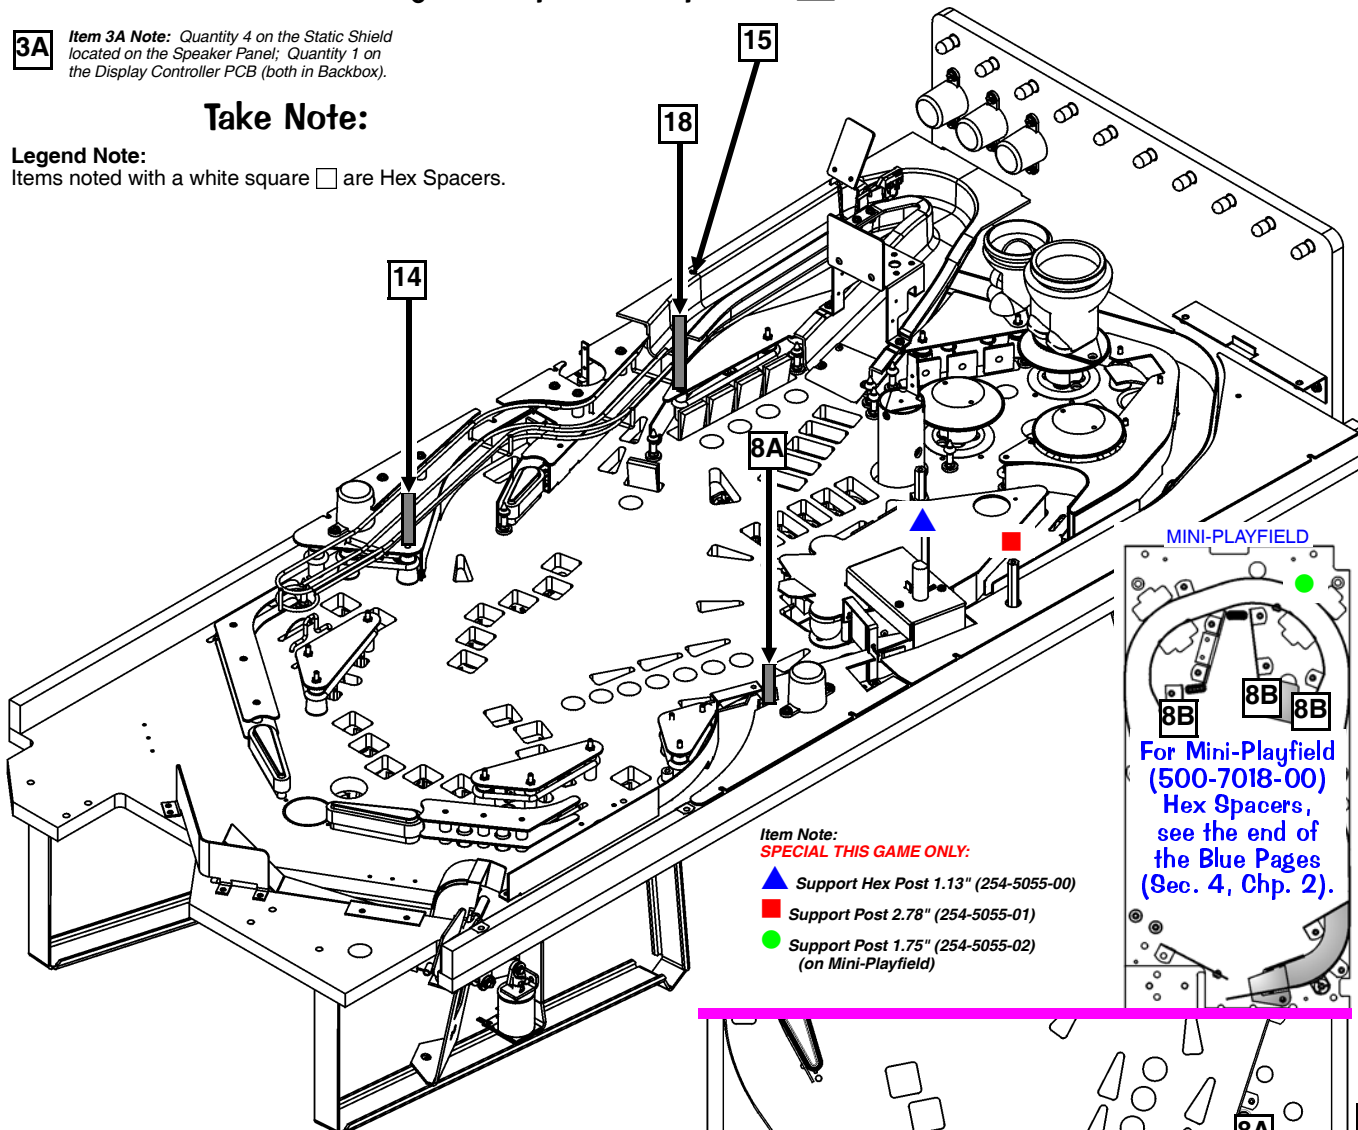 3A
Item 3A Note: Quantity 4 on the Static Shield
located on the Speaker Panel; Quantity 1 on
the Display Controller PCB (both in Backbox).
Take Note:
Legend Note:
Items noted with a white square are Hex Spacers.
15
18
14
8A
MINI-PLAYFIELD
8B
8B
8B
For Mini-Playfield
(500-7018-00)
Hex Spacers,
see the end of
the Blue Pages
(Sec. 4, Chp. 2).
Item Note:
SPECIAL THIS GAME ONLY:
Support Hex Post 1.13" (254-5055-00)
Support Post 2.78" (254-5055-01)
Support Post 1.75" (254-5055-02)
(on Mini-Playfield)
8A